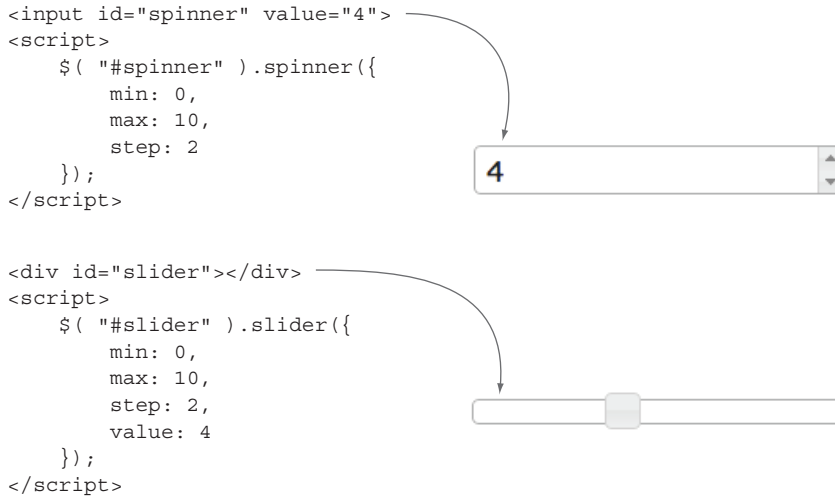 <input id="spinner" value="4">
<script>
    $( "#spinner" ).spinner({
        min: 0,
        max: 10,
        step: 2
    });
</script>
4
<div id="slider"></div>
<script>
    $( "#slider" ).slider({
        min: 0,
        max: 10,
        step: 2,
        value: 4
    });
</script>